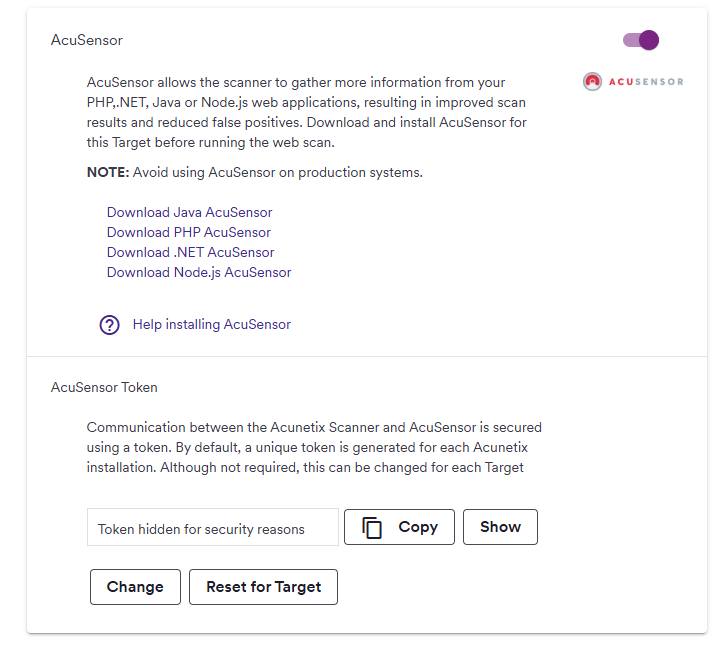 AcuSensor
ACUSENSOR
AcuSensor allows the scanner to gather more information from your
PHP,.NET, Java or Node.js web applications, resulting in improved scan
results and reduced false positives. Download and install AcuSensor for
this Target before running the web scan.
NOTE: Avoid using AcuSensor on production systems.
Download Java AcuSensor
Download PHP AcuSensor
Download .NET AcuSensor
Download Node.js AcuSensor
Help installing AcuSensor
AcuSensor Token
Communication between the Acunetix Scanner and AcuSensor is secured
using a token. By default, a unique token is generated for each Acunetix
installation. Although not required, this can be changed for each Target
Token hidden for security reasons Copy Show
Change Reset for Target